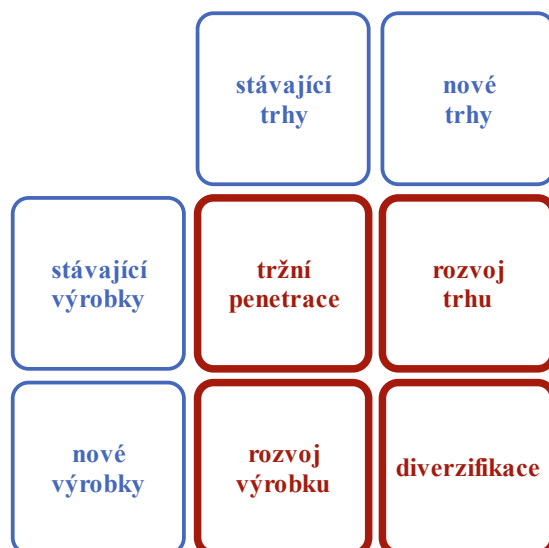 stávající
trhy
nové
trhy
stávající
výrobky
tržní
penetrace
rozvoj
trhu
nové
výrobky
rozvoj
výrobku
diverzifikace